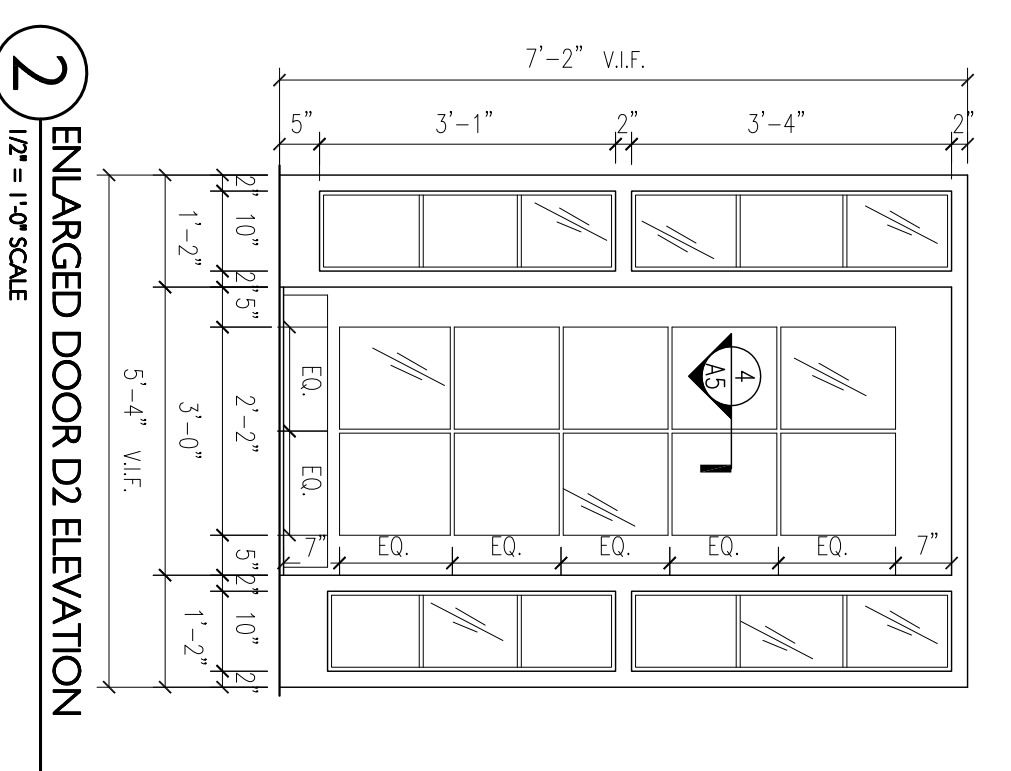 7'-2" V.I.F.
5"
3'-1"
2"
3'-4"
2"
2"
10"
2"
5"
2'-2"
5"
2"
10"
2"
1'-2"
3'-0"
1'-2"
5'-4" V.I.F.
EQ.
EQ.
4
A5
7"
EQ.
EQ.
EQ.
EQ.
EQ.
7"
2
ENLARGED DOOR D2 ELEVATION
1/2" = 1'-0" SCALE